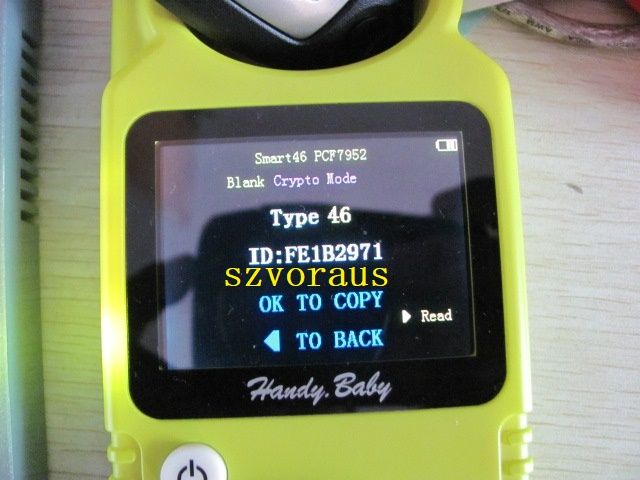 Smart46 PCF7952
Blank Crypto Mode
Type 46
ID:FE1B2971
szvoraus
OK TO COPY
Read
TO BACK
Handy.Baby